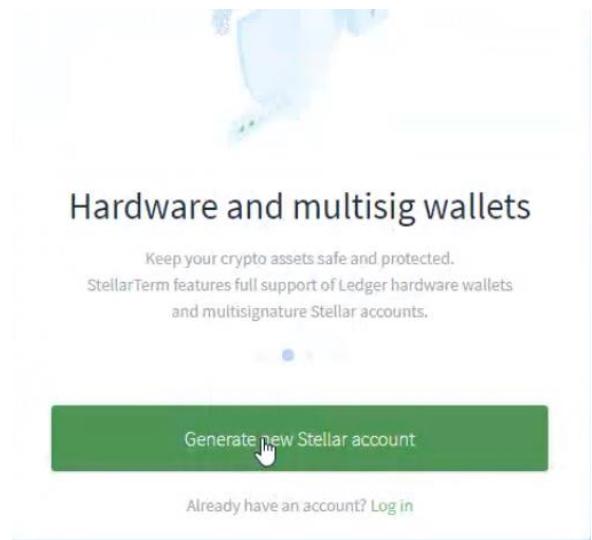 Hardware and multisig wallets
Keep your crypto assets safe and protected.
StellarTerm features full support of Ledger hardware wallets
and multisignature Stellar accounts.
Generate new Stellar account
Already have an account? Log in